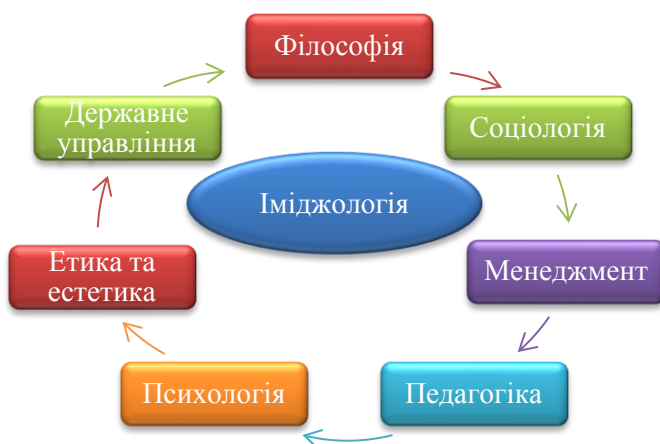 Філософія
Соціологія
Менеджмент
Педагогіка
Психологія
Етика та
естетика
Державне
управління
Іміджологія